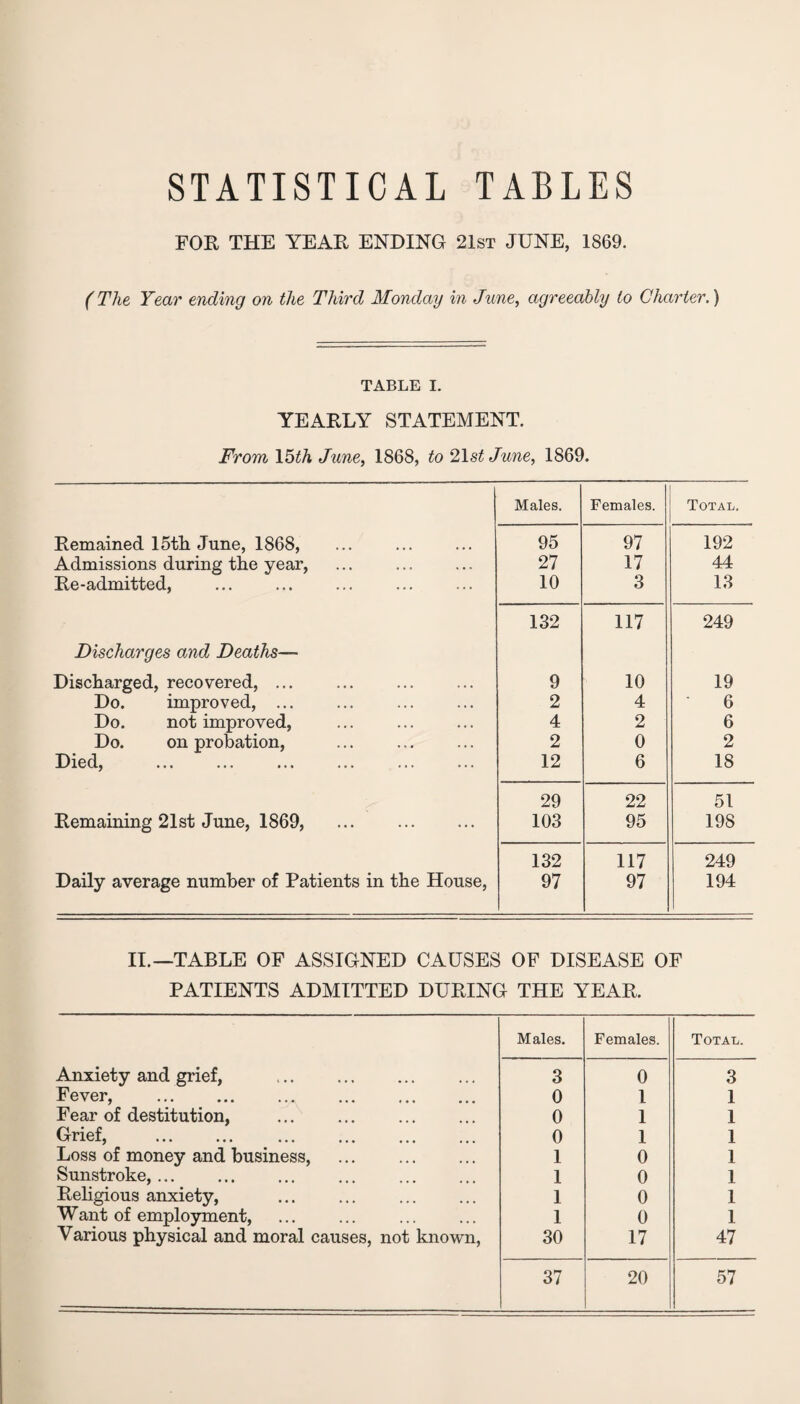 STATISTICAL TABLES
FOR THE YEAR ENDING 21ST JUNE, 1869.
(The Year ending on the Third Monday in June, agreeably to Charter.)
TABLE I.
YEARLY STATEMENT.
From 15th June, 1868, to 21st June, 1869.
Males. Females. TOTAL.
Remained 15th June, 1868, ... ... ... 95 97 192
Admissions during the year, ... ... ... 27 17 44
Re-admitted, ... ... ... ... ... 10 3 13
132 117 249
Discharges and Deaths—
Discharged, recovered, ... ... ... ... 9 10 19
Do. improved, ... ... ... ... 2 4 6
Do. not improved, ... ... ... 4 2 6
Do. on probation, ... ... ... 2 0 2
Died, ... ... ... ... ... ... 12 6 18
29 22 51
Remaining 21st June, 1869, ... ... ... 103 95 198
132 117 249
Daily average number of Patients in the House, 97 97 194
II.—TABLE OF ASSIGNED CAUSES OF DISEASE OF
PATIENTS ADMITTED DURING THE YEAR.
Males. Females. TOTAL.
Anxiety and grief, ... ... ... ... 3 0 3
Fever, ... ... ... ... ... ... 0 1 1
Fear of destitution, ... ... ... ... 0 1 1
Grief, ... ... ... ... ... ... 0 1 1
Loss of money and business, ... ... ... 1 0 1
Sunstroke, ... ... ... ... ... ... 1 0 1
Religious anxiety, ... ... ... ... 1 0 1
Want of employment, ... ... ... ... 1 0 1
Various physical and moral causes, not known, 30 17 47
37 20 57